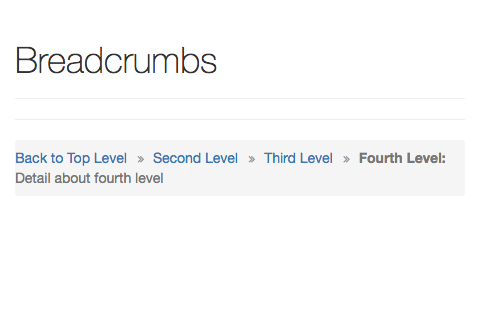 Breadcrumbs
Back to Top Level » Second Level » Third Level » Fourth Level:
Detail about fourth level